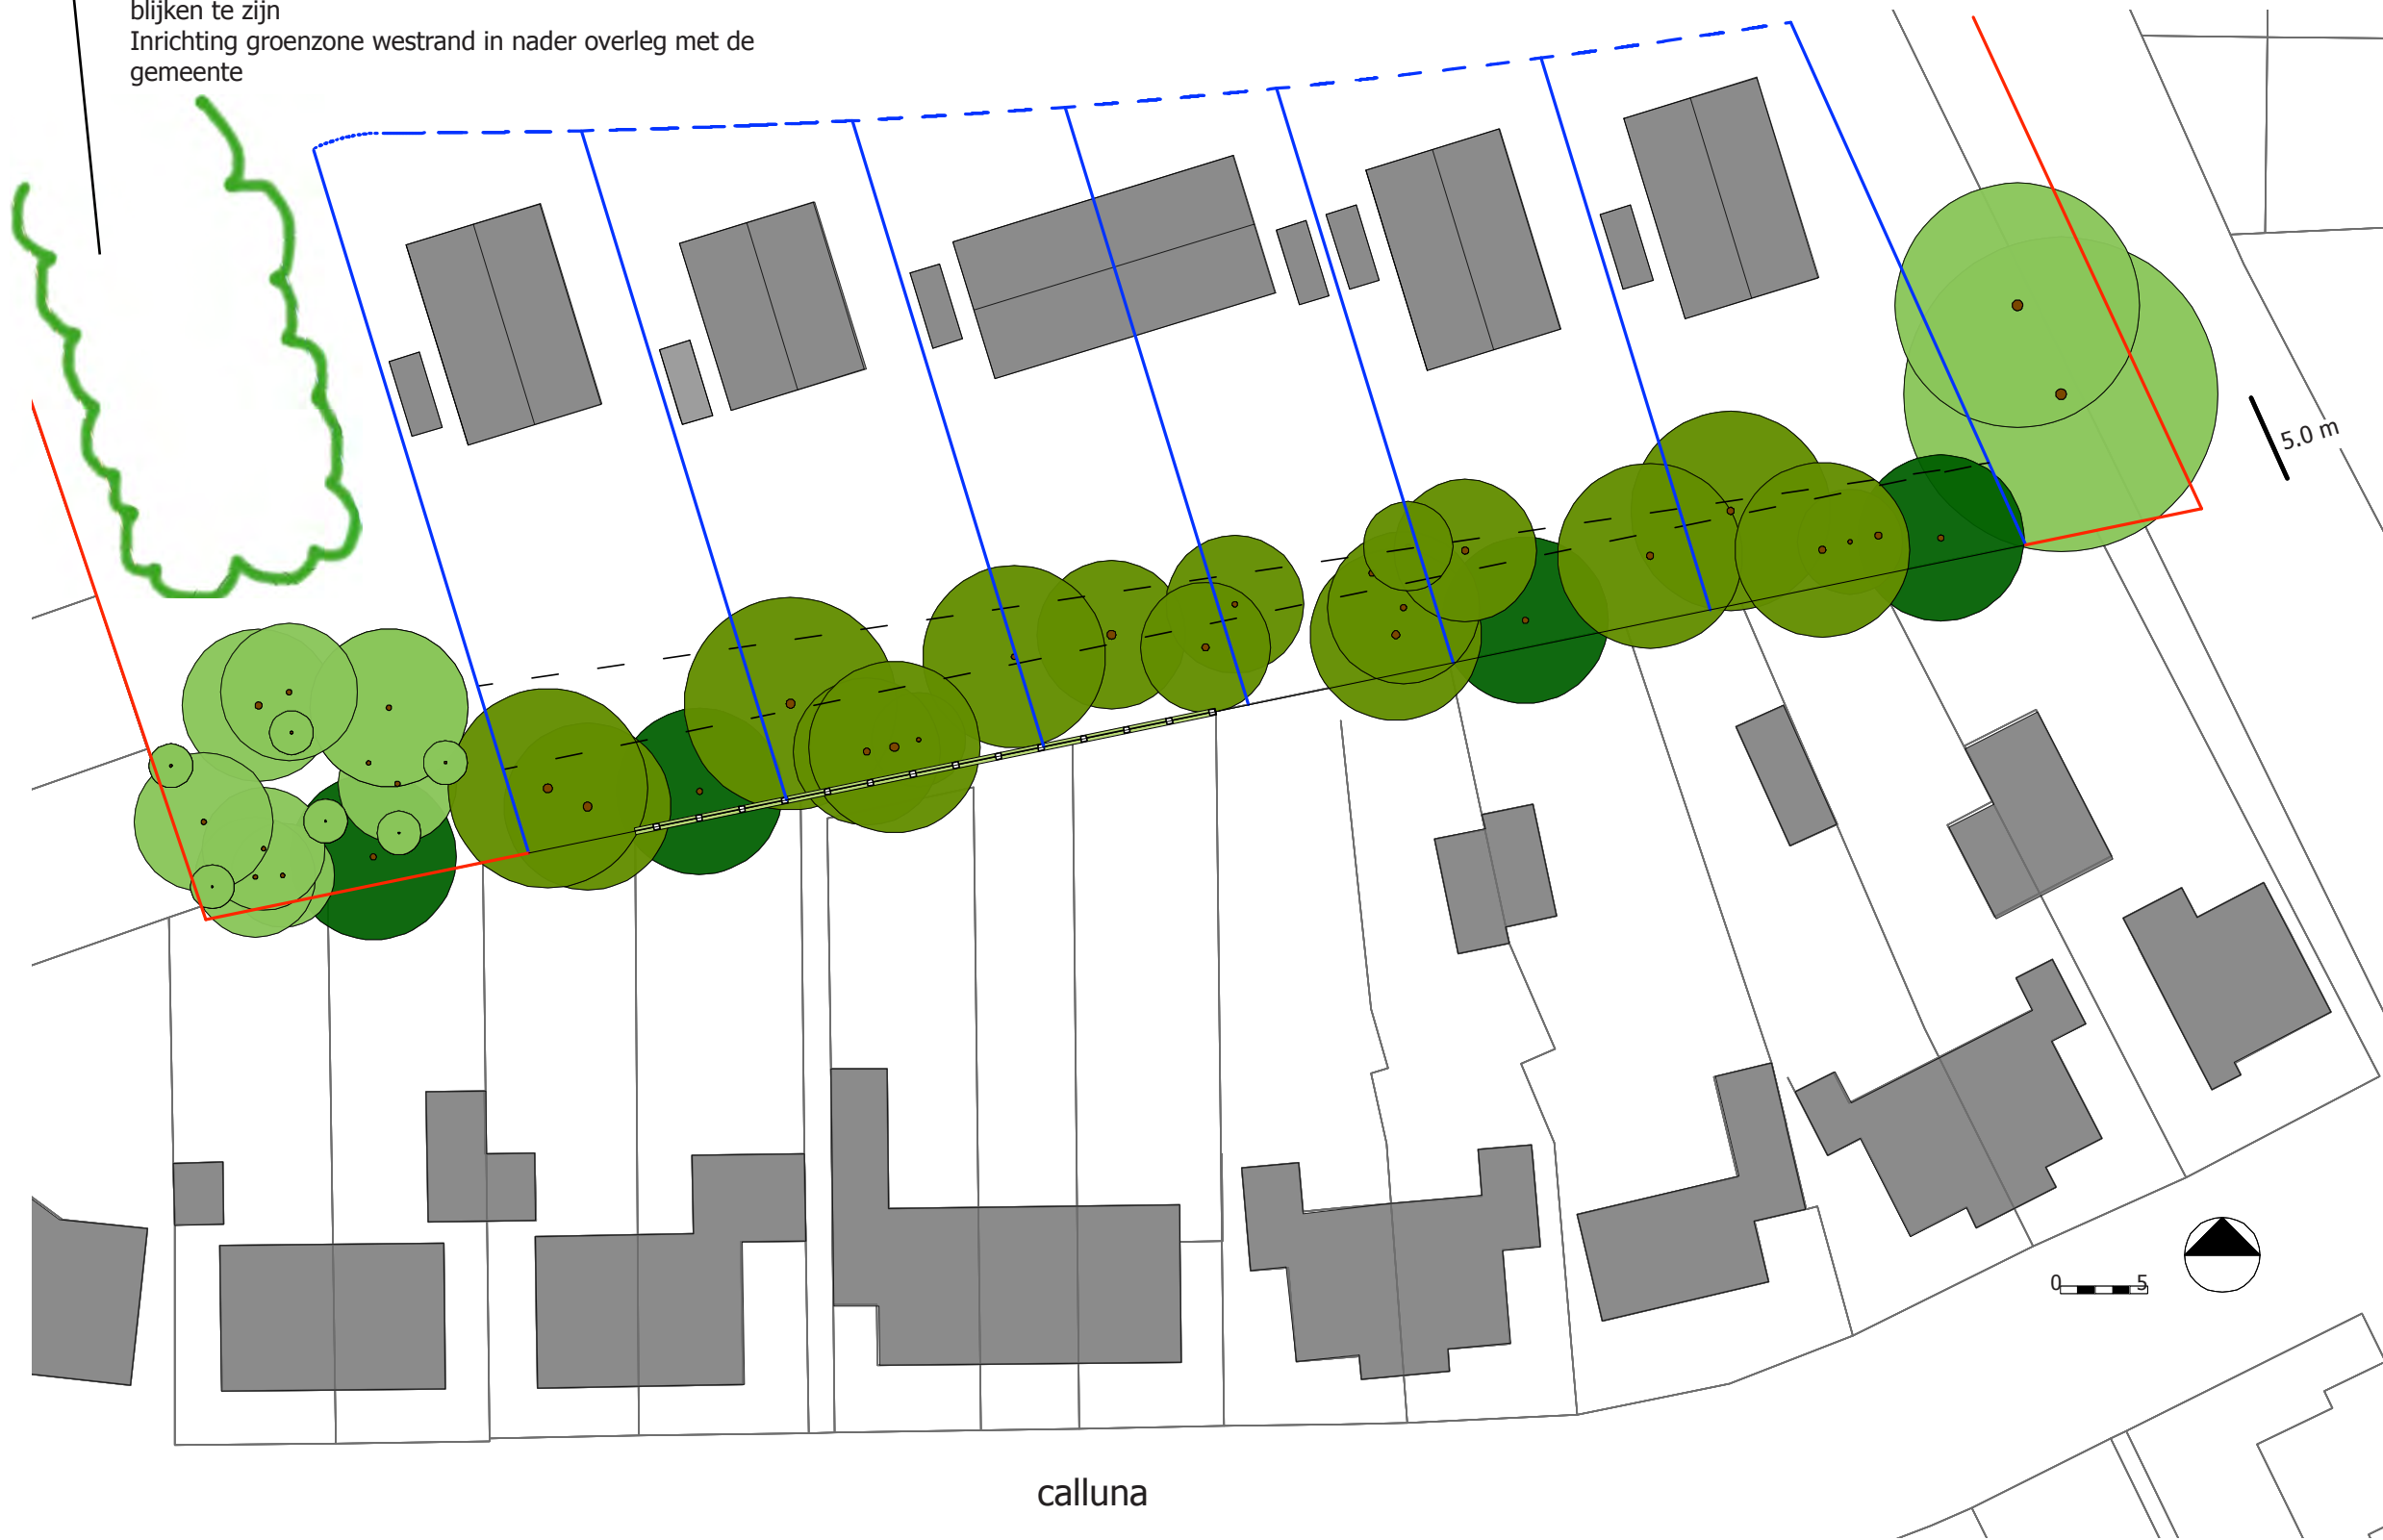 blijken te zijn
Inrichting groenzone westrand in nader overleg met de
gemeente
5.0 m
0 5
calluna